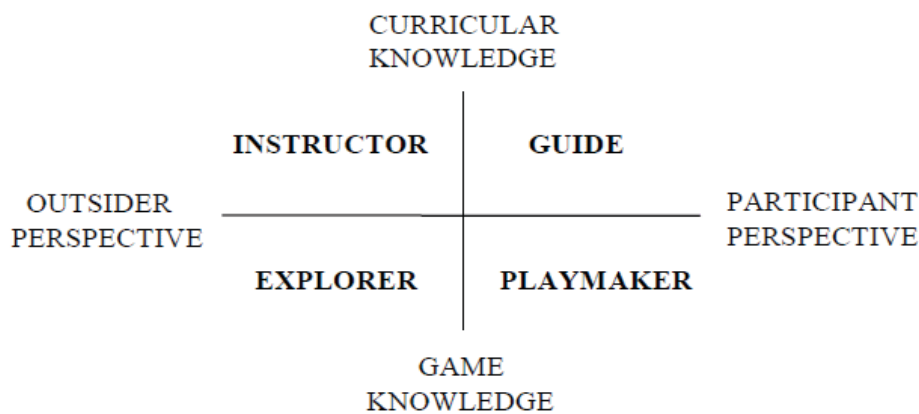 CURRICULAR
KNOWLEDGE
INSTRUCTOR
GUIDE
OUTSIDER
PERSPECTIVE
PARTICIPANT
PERSPECTIVE
EXPLORER
PLAYMAKER
GAME
KNOWLEDGE